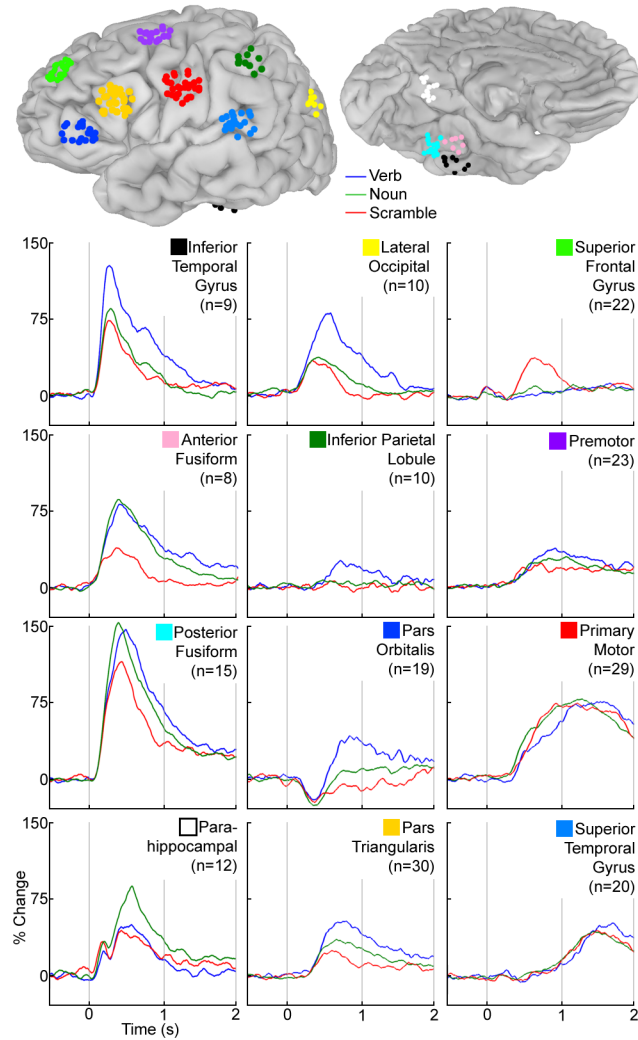 Verb
Noun
Scramble
150
75
0
Inferior
Temporal
Gyrus
(n=9)
Lateral
Occipital
(n=10)
Superior
Frontal
Gyrus
(n=22)
150
75
0
Anterior
Fusiform
(n=8)
Inferior Parietal
Lobule
(n=10)
Premotor
(n=23)
150
75
0
Posterior
Fusiform
(n=15)
Pars
Orbitalis
(n=19)
Primary
Motor
(n=29)
150
75
0
% Change
Para-
hippocampal
(n=12)
Pars
Triangularis
(n=30)
Superior
Temporal
Gyrus
(n=20)
0 1 2 0 1 2 0 1 2
Time (s)